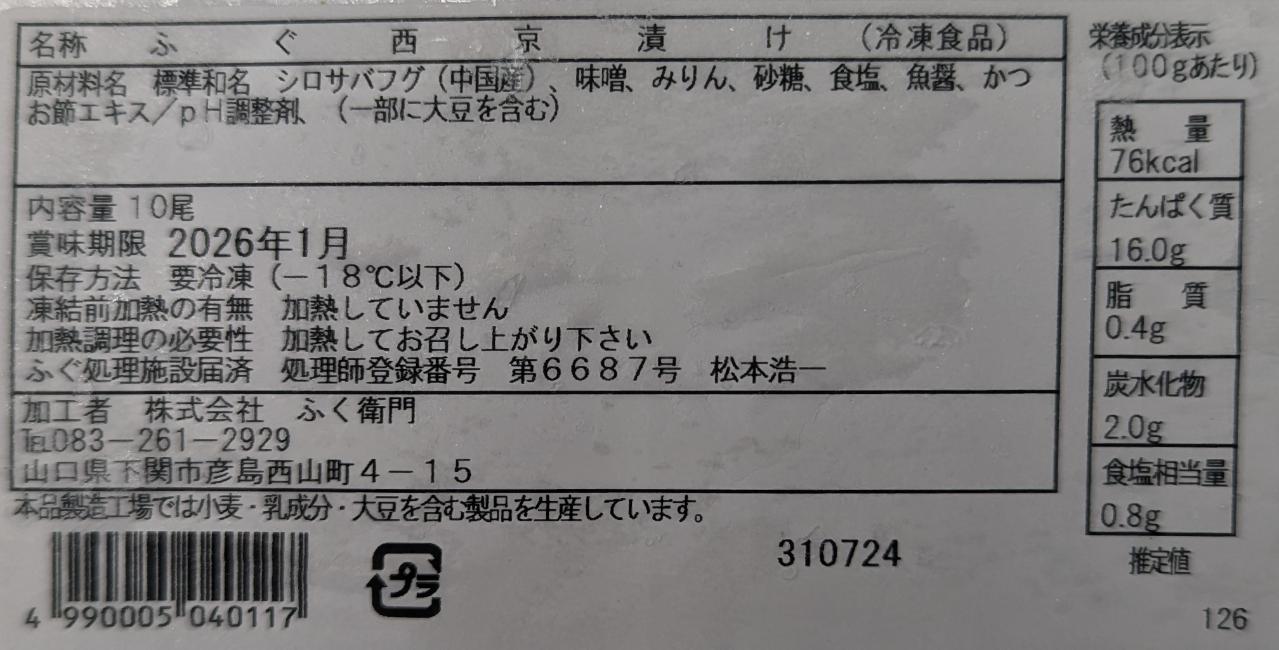 名称 ふぐ西京漬け (冷凍食品)
原材料名 標準和名 シロサバフグ(中国産)、味噌、みりん、砂糖、食塩、魚醤、かつ
お節エキス/pH調整剤、(一部に大豆を含む)
内容量 10尾
賞味期限 2026年1月
保存方法 要冷凍(-18℃以下)
凍結前加熱の有無 加熱していません
加熱調理の必要性 加熱してお召し上がり下さい
ふぐ処理施設届済 処理師登録番号 第6687号 松本浩一
加工者 株式会社 ふく衛門
℡083-261-2929
山口県下関市彦島西山町4-15
本品製造工場では小麦・乳成分・大豆を含む製品を生産しています。
4 990005 040117
プラ
310724
栄養成分表示
(100gあたり)
熱量
76kcal
たんぱく質
16.0g
脂質
0.4g
炭水化物
2.0g
食塩相当量
0.8g
推定値
126